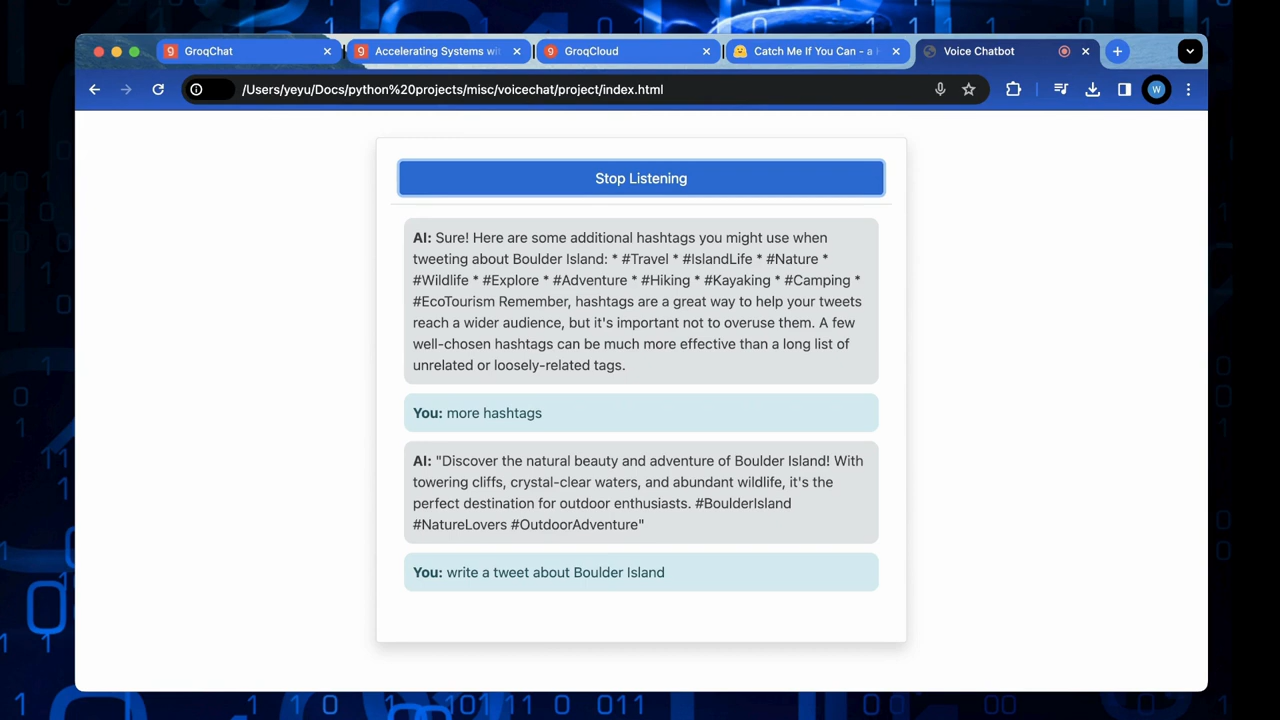 GroqChat
Accelerating Systems wit
GroqCloud
Catch Me If You Can - a
Voice Chatbot
/Users/yeyu/Docs/python%20projects/misc/voicechat/project/index.html
W
Stop Listening
AI: Sure! Here are some additional hashtags you might use when
tweeting about Boulder Island: * #Travel * #IslandLife * #Nature *
#Wildlife * #Explore * #Adventure * #Hiking * #Kayaking * #Camping *
#EcoTourism Remember, hashtags are a great way to help your tweets
reach a wider audience, but it's important not to overuse them. A few
well-chosen hashtags can be much more effective than a long list of
unrelated or loosely-related tags.
You: more hashtags
AI: "Discover the natural beauty and adventure of Boulder Island! With
towering cliffs, crystal-clear waters, and abundant wildlife, it's the
perfect destination for outdoor enthusiasts. #BoulderIsland
#NatureLovers #OutdoorAdventure"
You: write a tweet about Boulder Island